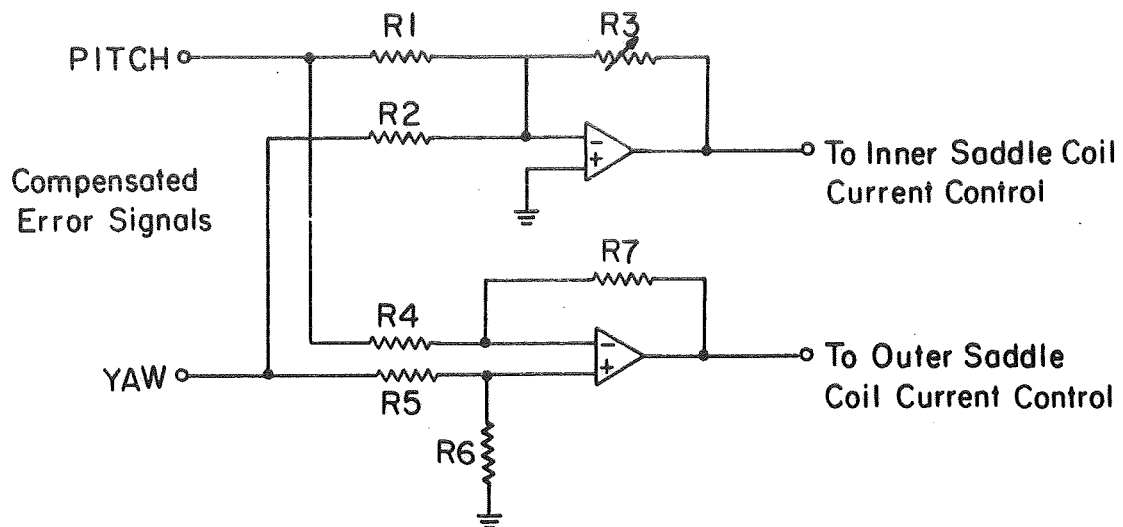 R1
R3
PITCH
R2
−
+
To Inner Saddle Coil
Current Control
Compensated
Error Signals
R7
R4
−
+
To Outer Saddle
Coil Current Control
YAW
R5
R6